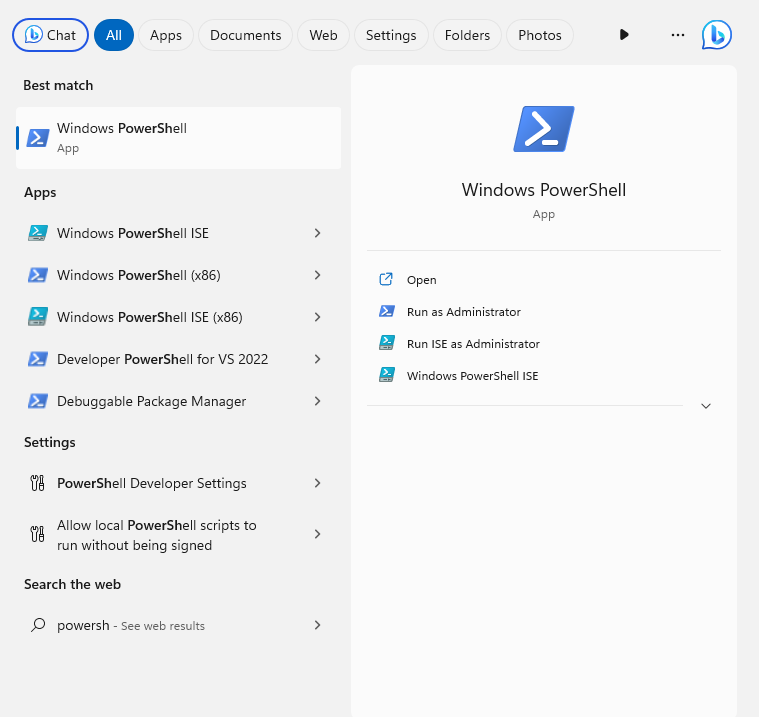 Chat
All
Apps
Documents
Web
Settings
Folders
Photos
Best match
Windows PowerShell
App
Apps
Windows PowerShell ISE
Windows PowerShell (x86)
Windows PowerShell ISE (x86)
Developer PowerShell for VS 2022
Debuggable Package Manager
Settings
PowerShell Developer Settings
Allow local PowerShell scripts to
run without being signed
Search the web
powersh - See web results
Windows PowerShell
App
Open
Run as Administrator
Run ISE as Administrator
Windows PowerShell ISE